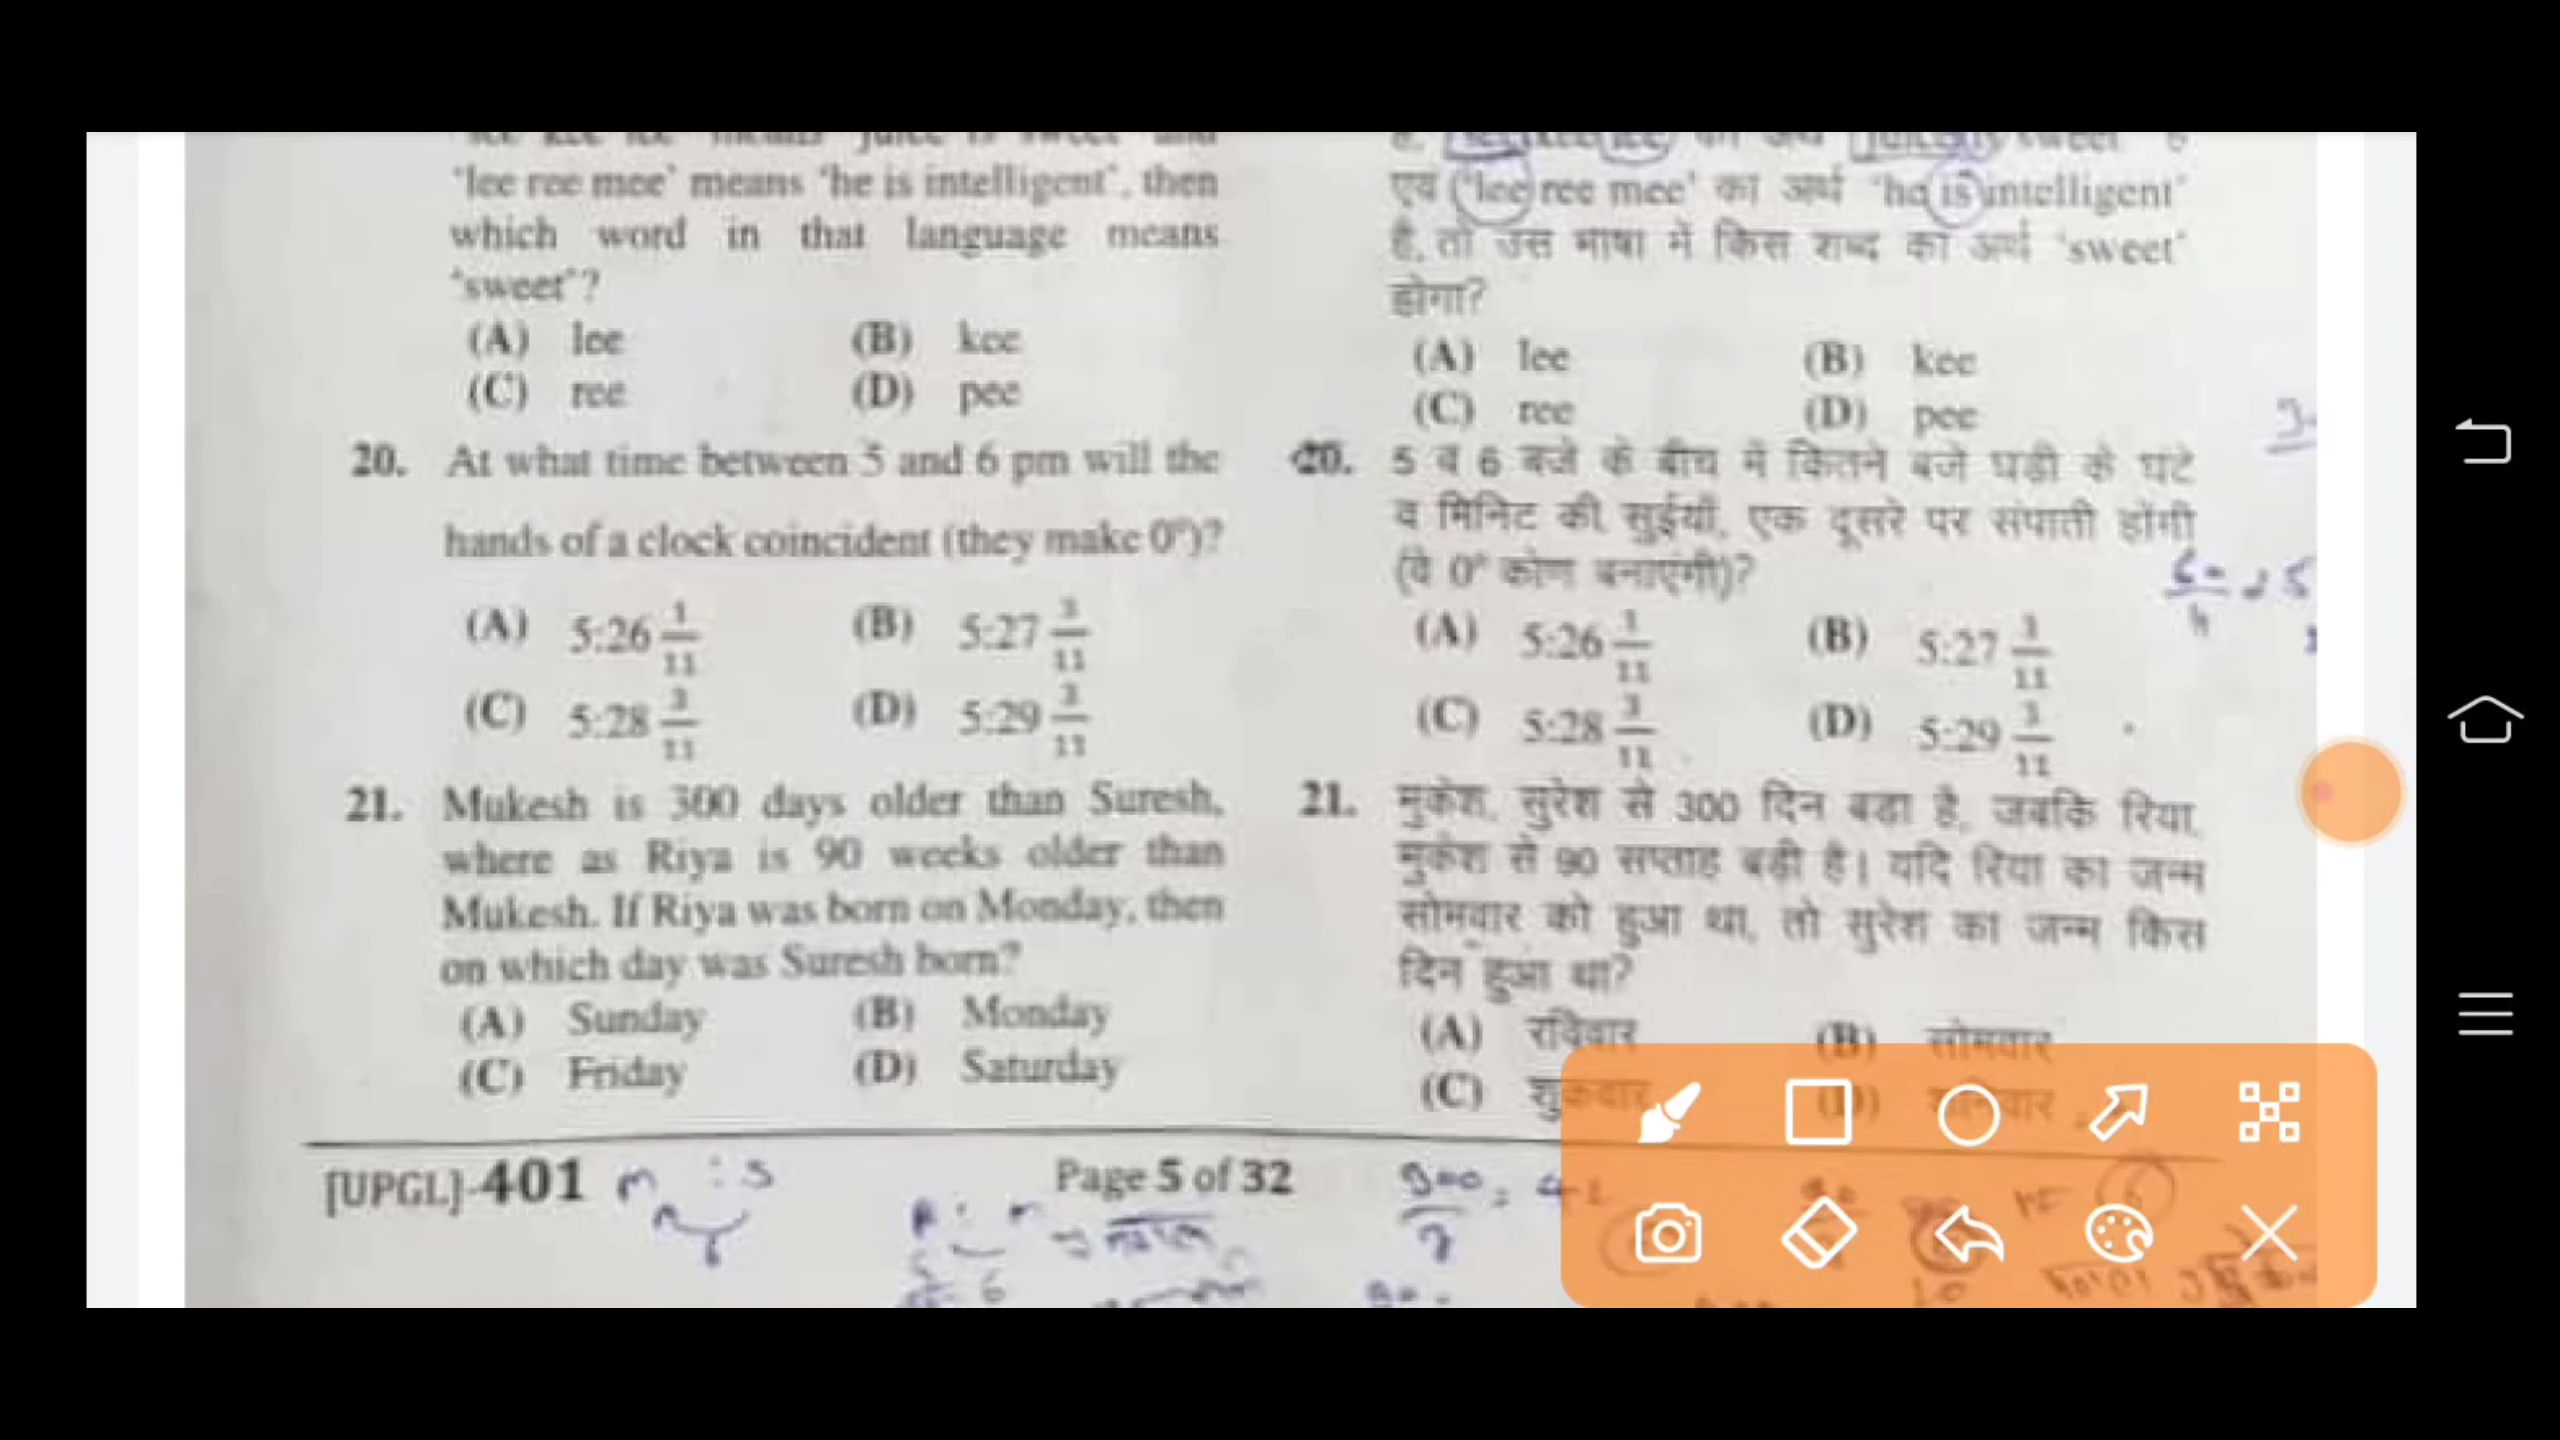 'lee ree mee' means 'he is intelligent', then
which word in that language means
'sweet'?
(A) lee (B) kee
(C) ree (D) pee
20. At what time between 5 and 6 pm will the
hands of a clock coincident (they make 0°)?
(A) 5:26 1/11 (B) 5:27 3/11
(C) 5:28 3/11 (D) 5:29 3/11
21. Mukesh is 300 days older than Suresh,
where as Riya is 90 weeks older than
Mukesh. If Riya was born on Monday, then
on which day was Suresh born?
(A) Sunday (B) Monday
(C) Friday (D) Saturday
एवं 'lee ree mee' का अर्थ 'he is intelligent'
है, तो उस भाषा में किस शब्द का अर्थ 'sweet'
होगा?
(A) lee (B) kee
(C) ree (D) pee
20. 5 व 6 बजे के बीच में कितने बजे घड़ी के घंटे
व मिनिट की सुईयाँ, एक दूसरे पर संपाती होंगी
(वे 0° कोण बनाएंगी)?
(A) 5:26 1/11 (B) 5:27 3/11
(C) 5:28 3/11 (D) 5:29 3/11
21. मुकेश, सुरेश से 300 दिन बड़ा है, जबकि रिया,
मुकेश से 90 सप्ताह बड़ी है। यदि रिया का जन्म
सोमवार को हुआ था, तो सुरेश का जन्म किस
दिन हुआ था?
(A) रविवार (B) सोमवार
(C) शुक्रवार (D) शनिवार
[UPGL]-401 Page 5 of 32